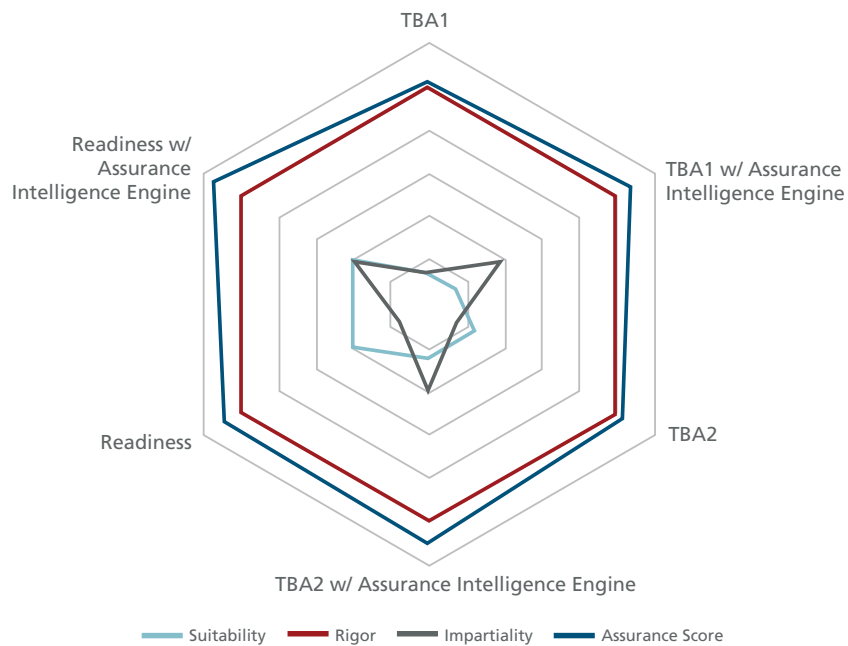 TBA1
Readiness w/
Assurance
Intelligence Engine
TBA1 w/ Assurance
Intelligence Engine
Readiness
TBA2
TBA2 w/ Assurance Intelligence Engine
Suitability Rigor Impartiality Assurance Score